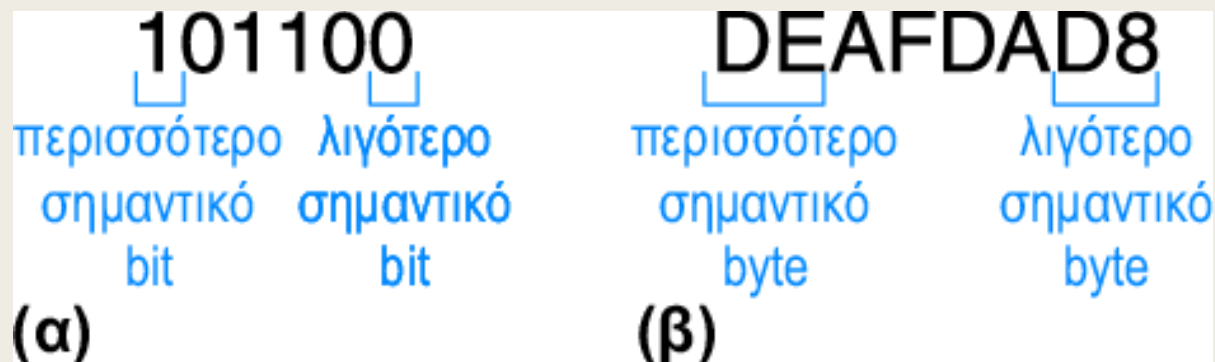 101100
περισσότερο λιγότερο
σημαντικό σημαντικό
bit bit
(α)
DEAFDAD8
περισσότερο λιγότερο
σημαντικό σημαντικό
byte byte
(β)